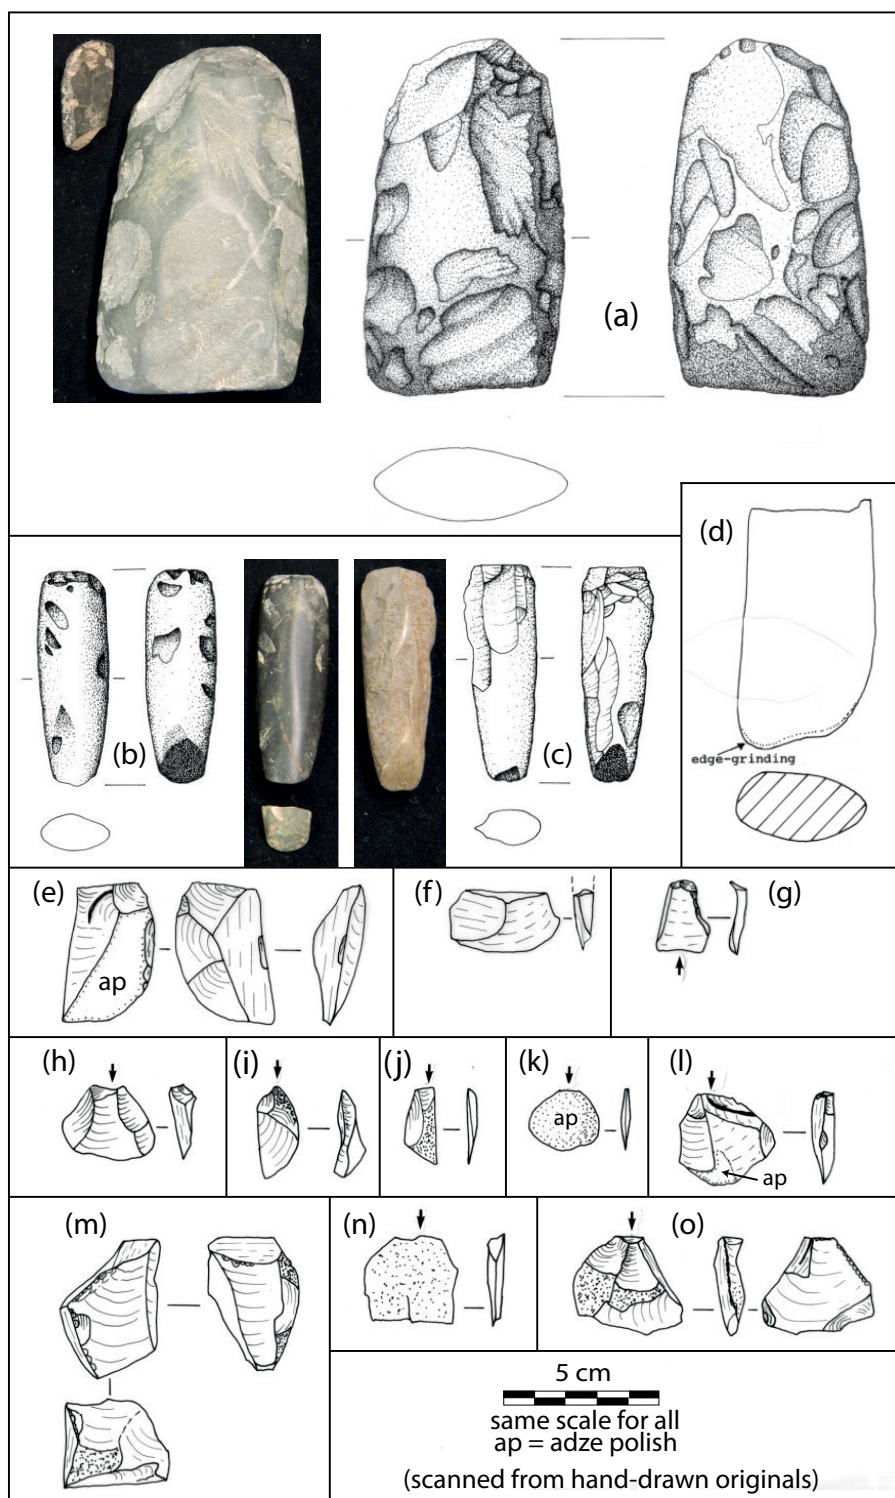 (a)
(d)
edge-grinding
(b)
(c)
(e)
ap
(f)
(g)
(h)
(i)
(j)
(k)
ap
(l)
ap
(m)
(n)
(o)
5 cm
same scale for all
ap = adze polish
(scanned from hand-drawn originals)